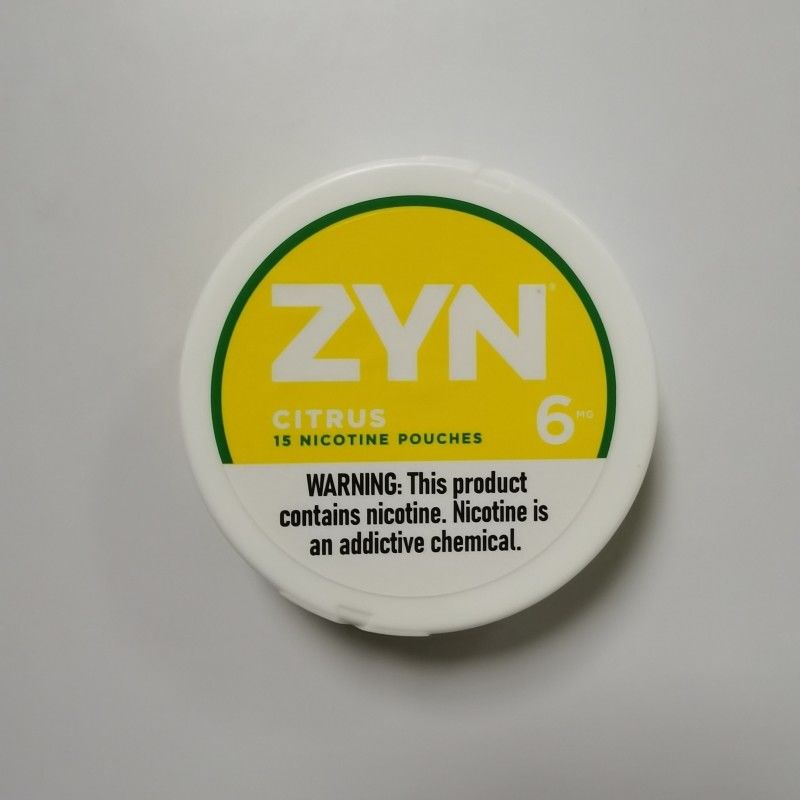 ZYN®
CITRUS
15 NICOTINE POUCHES
6 MG
WARNING: This product
contains nicotine. Nicotine is
an addictive chemical.